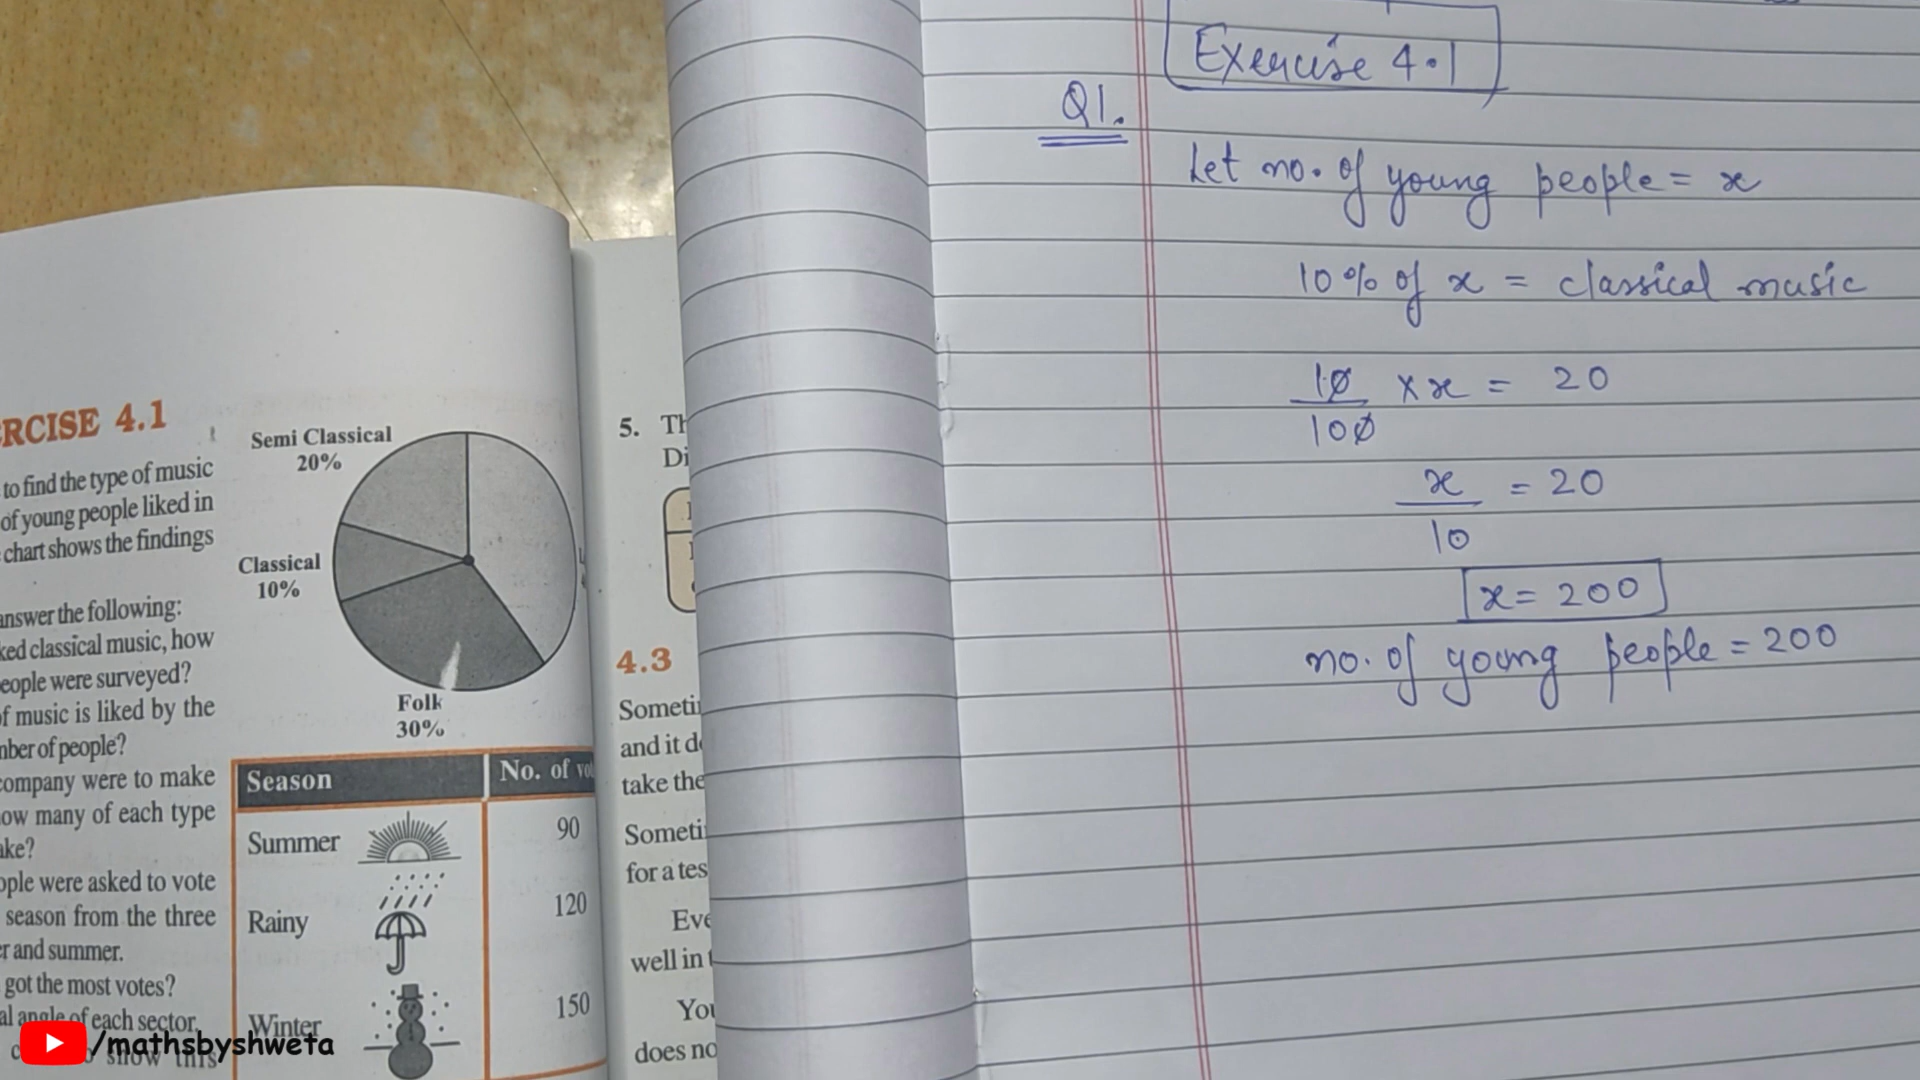 RCISE 4.1
to find the type of music
of young people liked in
chart shows the findings
answer the following:
ked classical music, how
eople were surveyed?
f music is liked by the
nber of people?
company were to make
ow many of each type
ake?
ople were asked to vote
season from the three
er and summer.
got the most votes?
al angle of each sector.
show this
Semi Classical
20%
Classical
10%
Folk
30%
Season No. of vo
Summer 90
Rainy 120
Winter 150
5. Th
Di
4.3
Someti
and it d
take the
Someti
for a tes
Eve
well in t
You
does no
Exercise 4.1
Q1.
Let no. of young people = x
10% of x = classical music
10/100 × x = 20
x/10 = 20
x = 200
no. of young people = 200
/mathsbyshweta